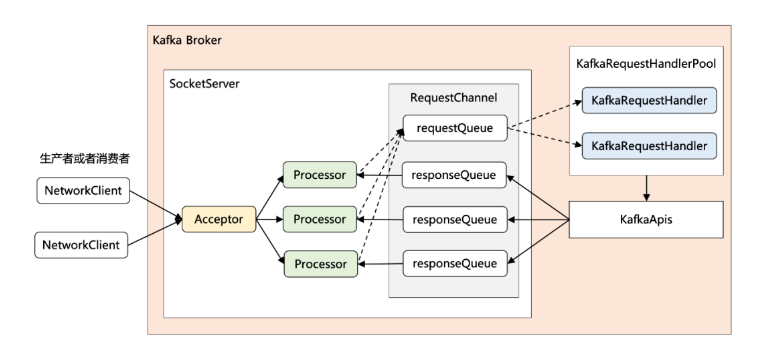 Kafka Broker
SocketServer
RequestChannel
requestQueue
responseQueue
responseQueue
responseQueue
KafkaRequestHandlerPool
KafkaRequestHandler
KafkaRequestHandler
KafkaApis
生产者或者消费者
NetworkClient
NetworkClient
Acceptor
Processor
Processor
Processor